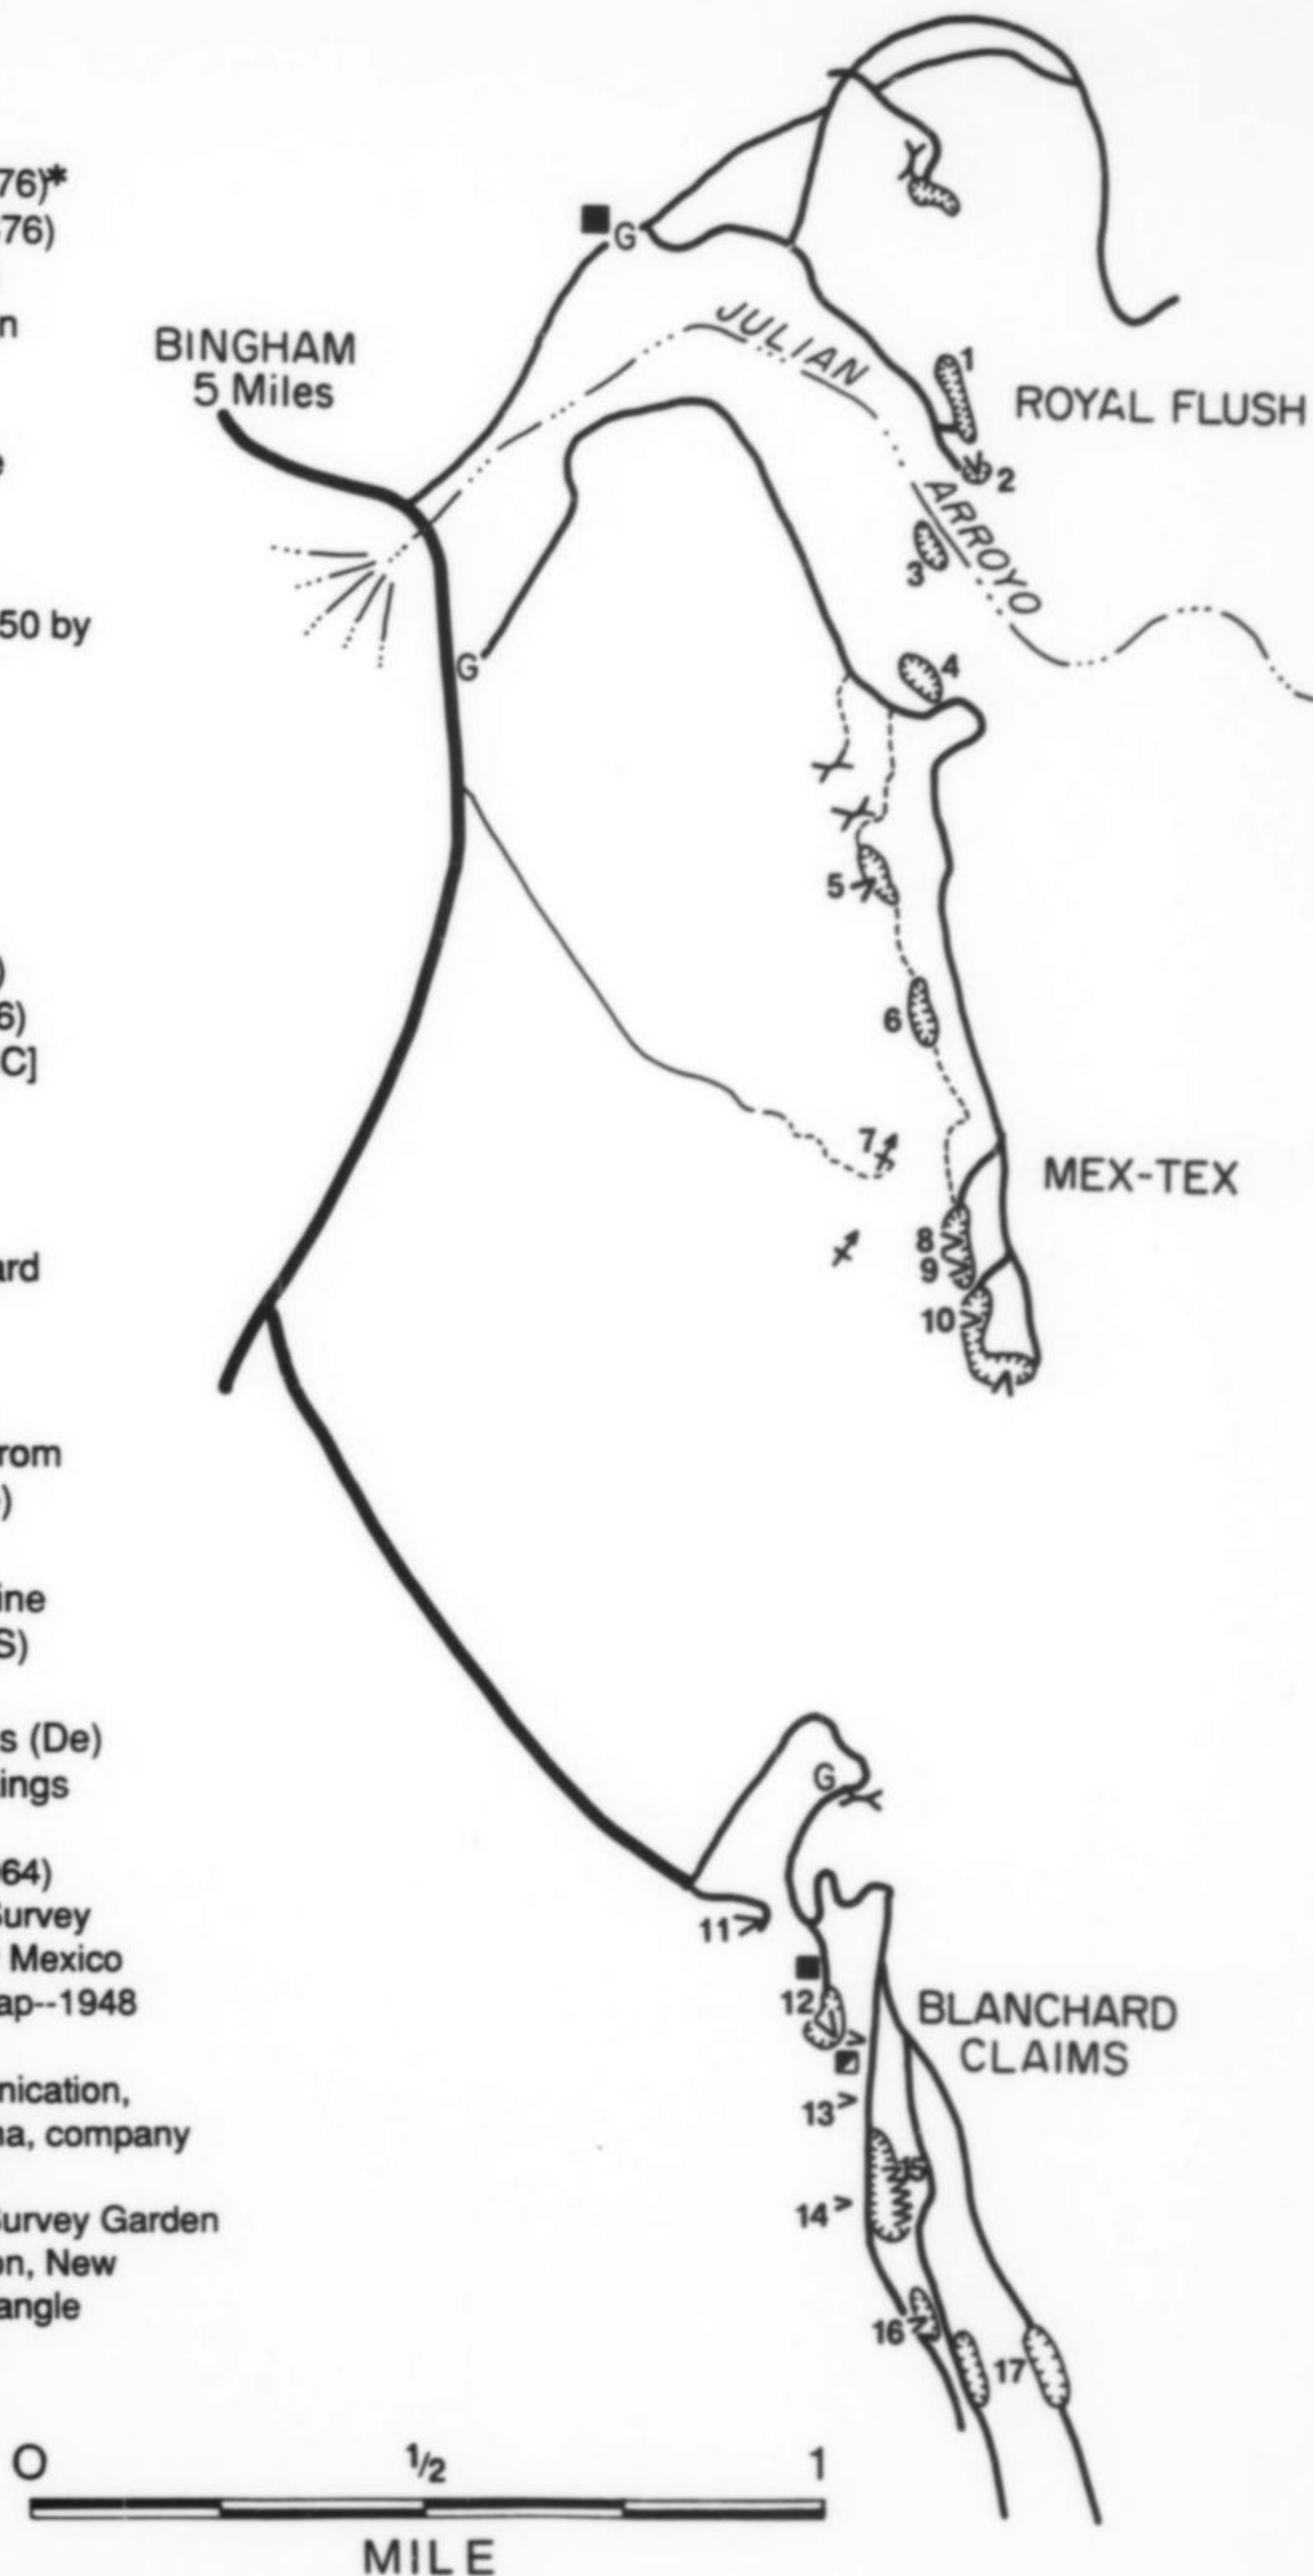 76)*
76)
n
BINGHAM
5 Miles
e
50 by
)
6)
C]
ard
rom
)
ine
S)
s (De)
ings
64)
Survey
Mexico
ap--1948
nication,
na, company
Survey Garden
on, New
angle
G
JULIAN
ARROYO
1
ROYAL FLUSH
2
3
4
G
5
6
7
MEX-TEX
8
9
10
G
11
12
BLANCHARD
CLAIMS
13
15
14
16
17
O 1/2 1
MILE